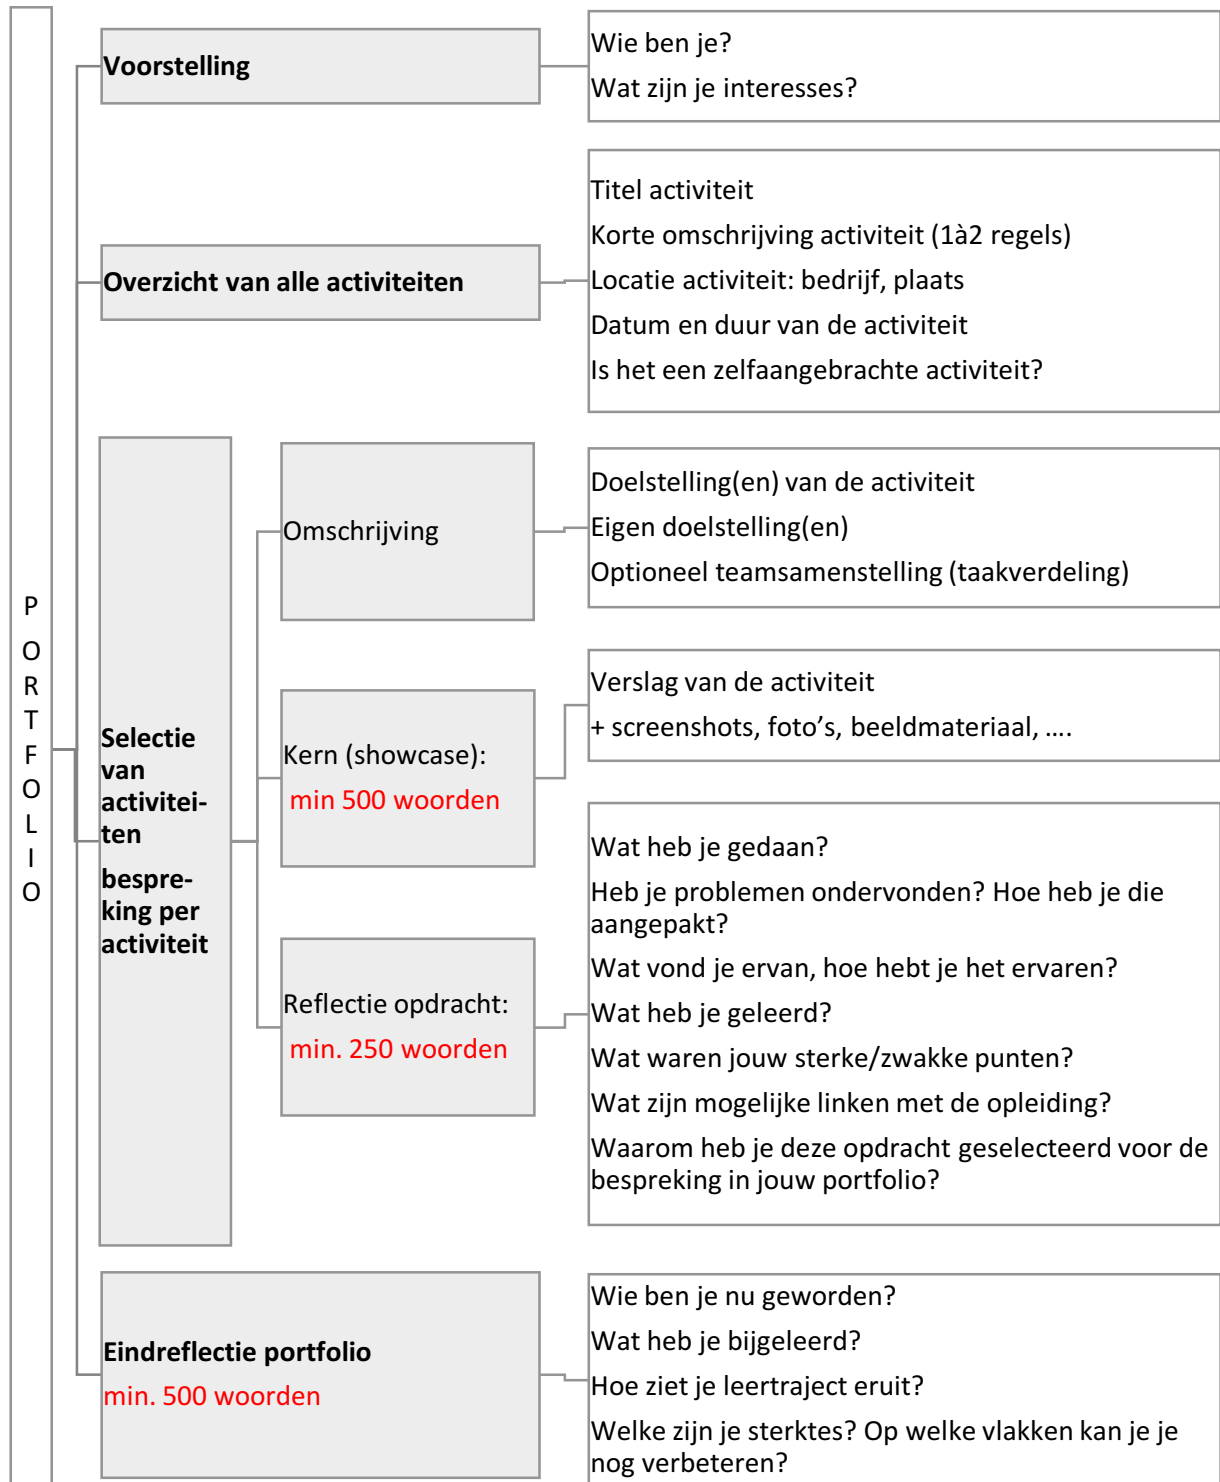 PORTFOLIO
Voorstelling
Wie ben je?
Wat zijn je interesses?
Overzicht van alle activiteiten
Titel activiteit
Korte omschrijving activiteit (1à2 regels)
Locatie activiteit: bedrijf, plaats
Datum en duur van de activiteit
Is het een zelfaangebrachte activiteit?
Selectie
van
activitei-
ten
bespre-
king per
activiteit
Omschrijving
Doelstelling(en) van de activiteit
Eigen doelstelling(en)
Optioneel teamsamenstelling (taakverdeling)
Kern (showcase):
min 500 woorden
Verslag van de activiteit
+ screenshots, foto's, beeldmateriaal, ….
Reflectie opdracht:
min. 250 woorden
Wat heb je gedaan?
Heb je problemen ondervonden? Hoe heb je die
aangepakt?
Wat vond je ervan, hoe hebt je het ervaren?
Wat heb je geleerd?
Wat waren jouw sterke/zwakke punten?
Wat zijn mogelijke linken met de opleiding?
Waarom heb je deze opdracht geselecteerd voor de
bespreking in jouw portfolio?
Eindreflectie portfolio
min. 500 woorden
Wie ben je nu geworden?
Wat heb je bijgeleerd?
Hoe ziet je leertraject eruit?
Welke zijn je sterktes? Op welke vlakken kan je je
nog verbeteren?